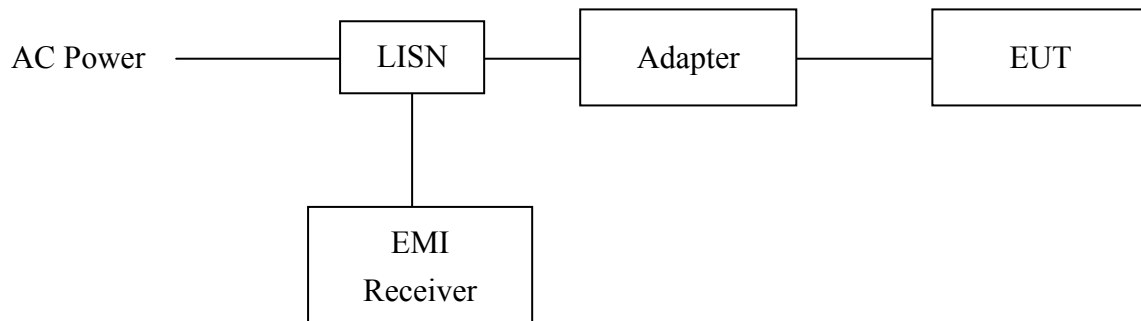 AC Power
LISN
Adapter
EUT
EMI
Receiver